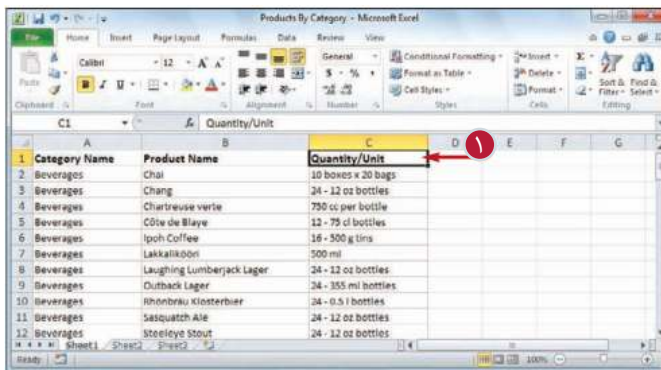 Products By Category - Microsoft Excel
File Home Insert Page Layout Formulas Data Review View
Paste
Calibri 12 A A
B I U A
General
$ % ,
Conditional Formatting
Format as Table
Cell Styles
Insert
Delete
Format
Σ
Sort & Filter
Find & Select
Clipboard Font Alignment Number Styles Cells Editing
C1 fx Quantity/Unit
A B C D E F G
1 Category Name Product Name Quantity/Unit
١
2 Beverages Chai 10 boxes x 20 bags
3 Beverages Chang 24 - 12 oz bottles
4 Beverages Chartreuse verte 750 cc per bottle
5 Beverages Côte de Blaye 12 - 75 cl bottles
6 Beverages Ipoh Coffee 16 - 500 g tins
7 Beverages Lakkalikööri 500 ml
8 Beverages Laughing Lumberjack Lager 24 - 12 oz bottles
9 Beverages Outback Lager 24 - 355 ml bottles
10 Beverages Rhönbräu Klosterbier 24 - 0.5 l bottles
11 Beverages Sasquatch Ale 24 - 12 oz bottles
12 Beverages Steeleye Stout 24 - 12 oz bottles
Sheet1 Sheet2 Sheet3
Ready 100%